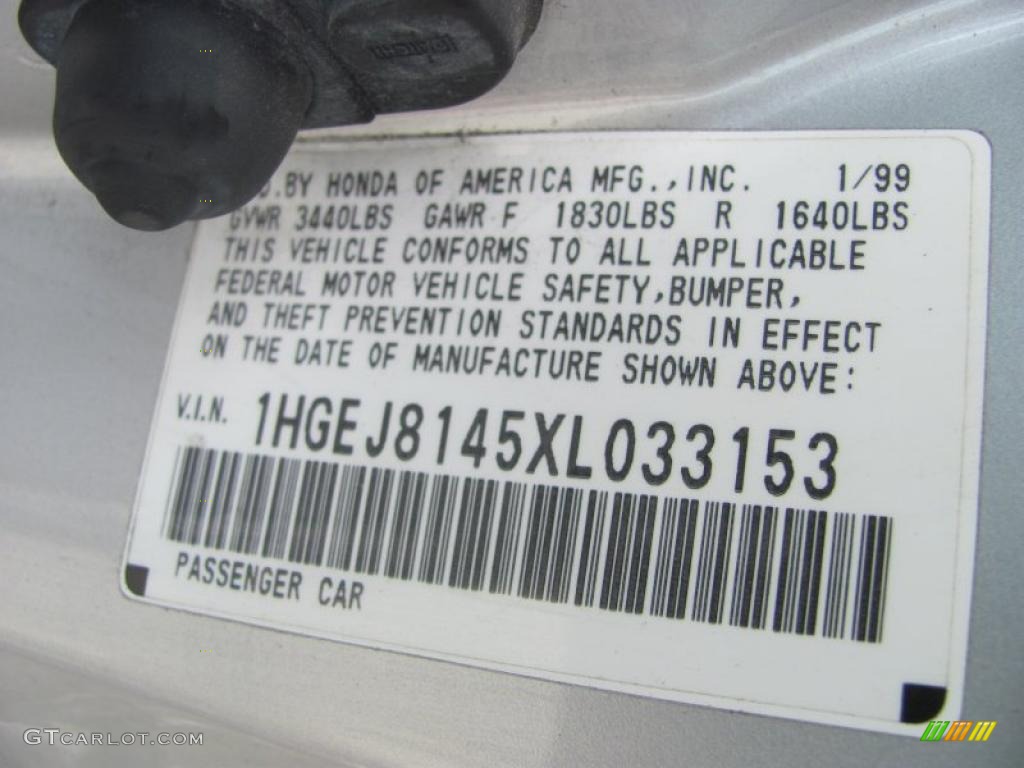 .BY HONDA OF AMERICA MFG.,INC. 1/99
GVWR 3440LBS GAWR F 1830LBS R 1640LBS
THIS VEHICLE CONFORMS TO ALL APPLICABLE
FEDERAL MOTOR VEHICLE SAFETY,BUMPER,
AND THEFT PREVENTION STANDARDS IN EFFECT
ON THE DATE OF MANUFACTURE SHOWN ABOVE:
V.I.N. 1HGEJ8145XL033153
PASSENGER CAR
GTCARLOT.COM